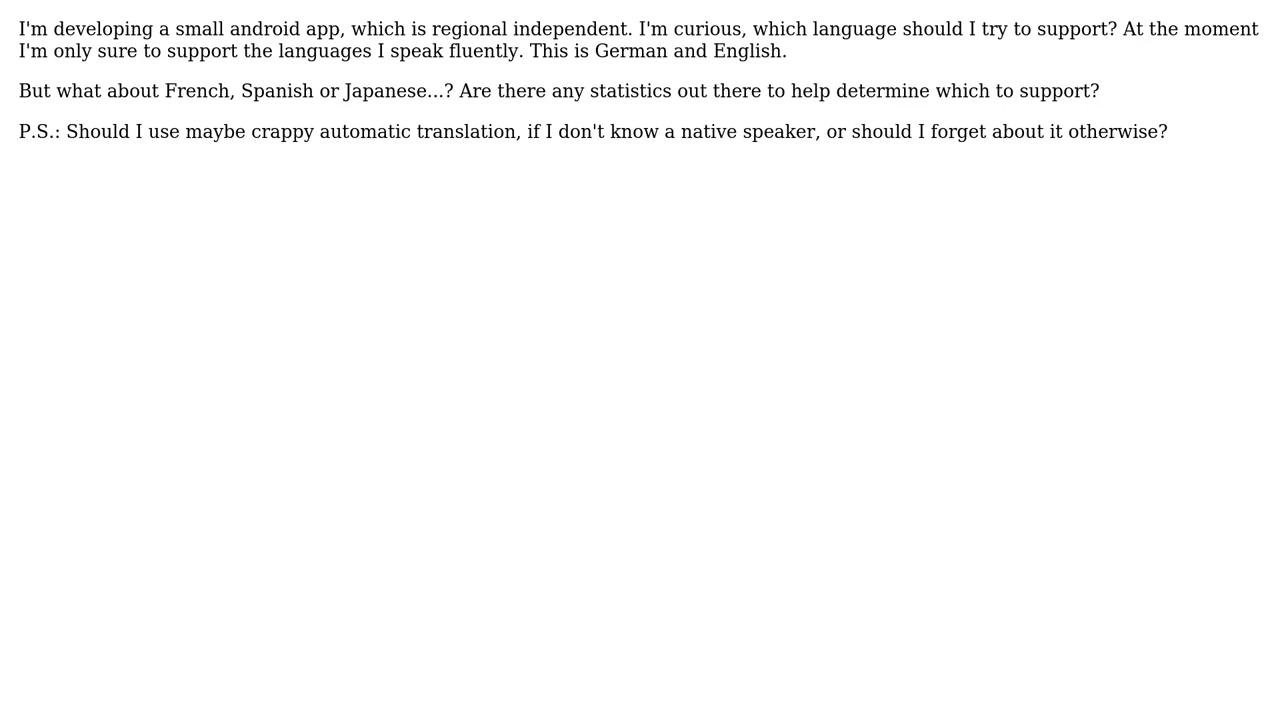 I'm developing a small android app, which is regional independent. I'm curious, which language should I try to support? At the moment
I'm only sure to support the languages I speak fluently. This is German and English.
But what about French, Spanish or Japanese...? Are there any statistics out there to help determine which to support?
P.S.: Should I use maybe crappy automatic translation, if I don't know a native speaker, or should I forget about it otherwise?